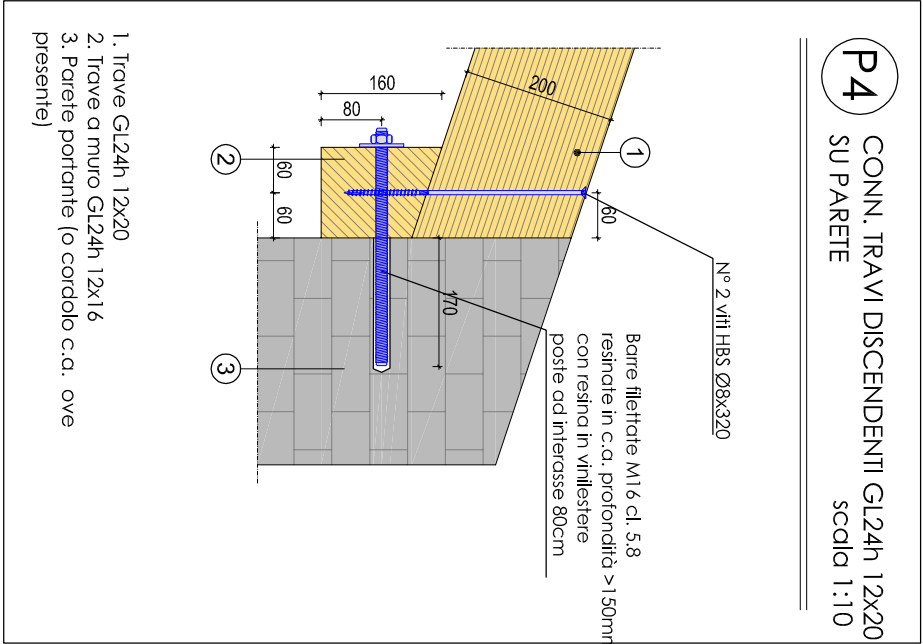 P4
CONN. TRAVI DISCENDENTI GL24h 12x20
SU PARETE
scala 1:10
N° 2 viti HBS Ø8x320
Barre filettate M16 cl. 5.8
resinate in c.a. profondità >150mm
con resina in vinilestere
poste ad interasse 80cm
1
200
60
160
80
60
60
170
2
3
1. Trave GL24h 12x20
2. Trave a muro GL24h 12x16
3. Parete portante (o cordolo c.a. ove
presente)